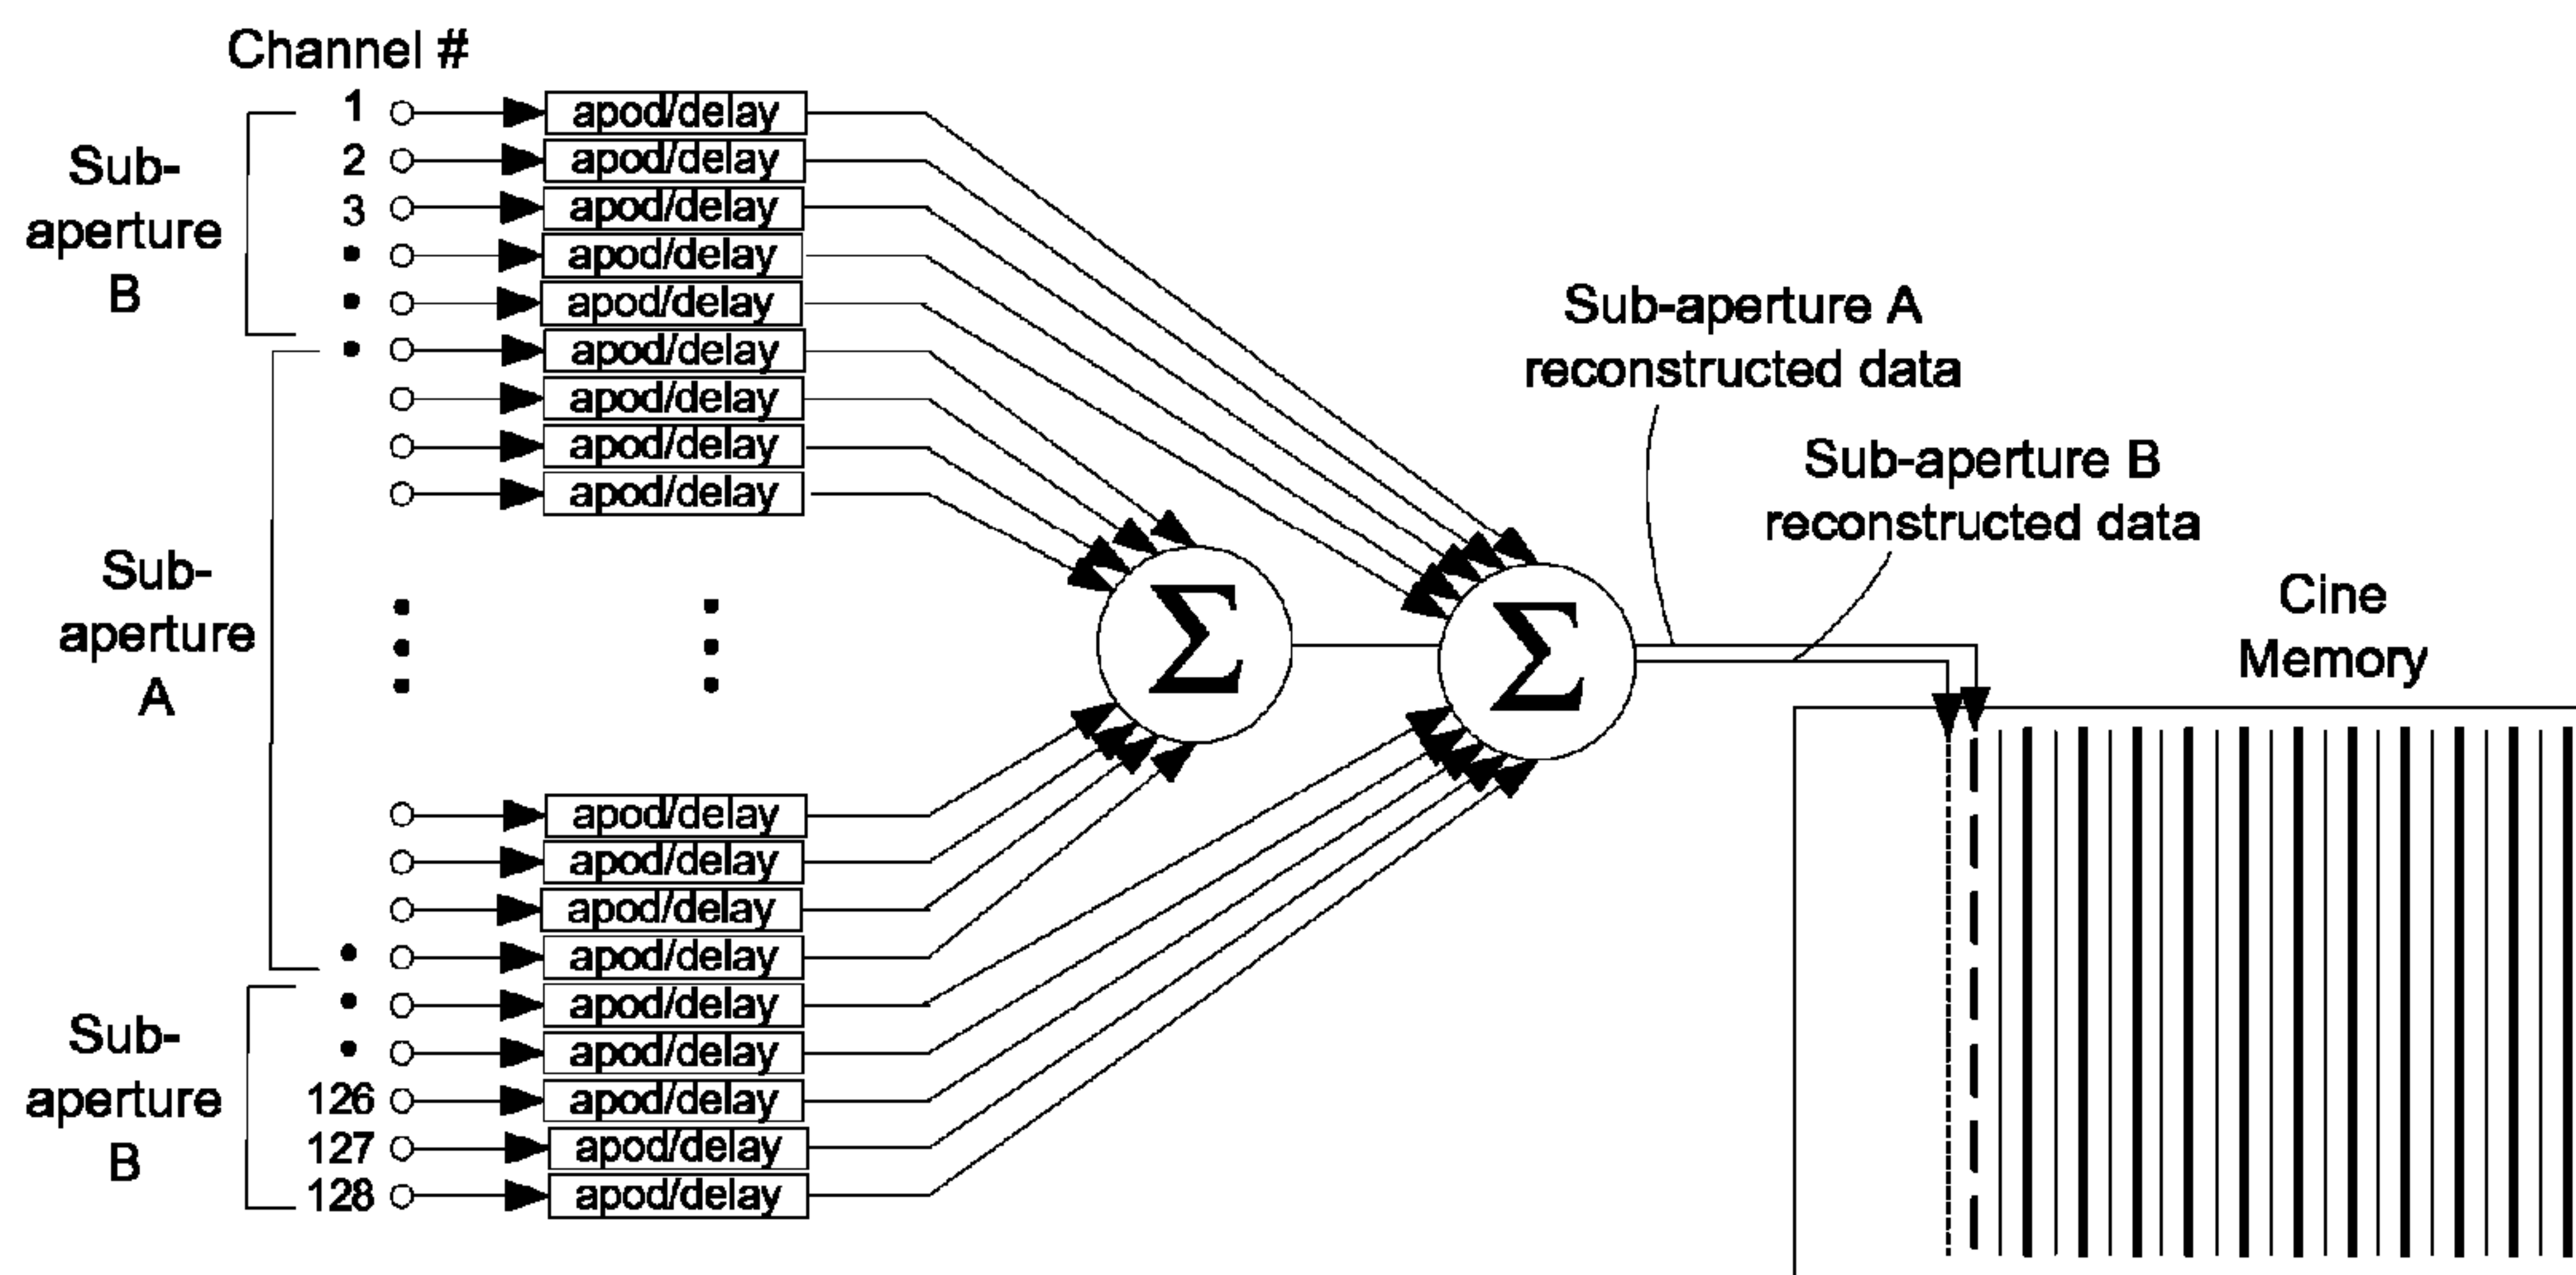 Channel #
1
2
3
Sub-
aperture
B
apod/delay
apod/delay
apod/delay
apod/delay
apod/delay
apod/delay
apod/delay
apod/delay
apod/delay
Sub-
aperture
A
Σ
Σ
Sub-aperture A
reconstructed data
Sub-aperture B
reconstructed data
Cine
Memory
apod/delay
apod/delay
apod/delay
apod/delay
apod/delay
apod/delay
apod/delay
apod/delay
apod/delay
Sub-
aperture
B
126
127
128